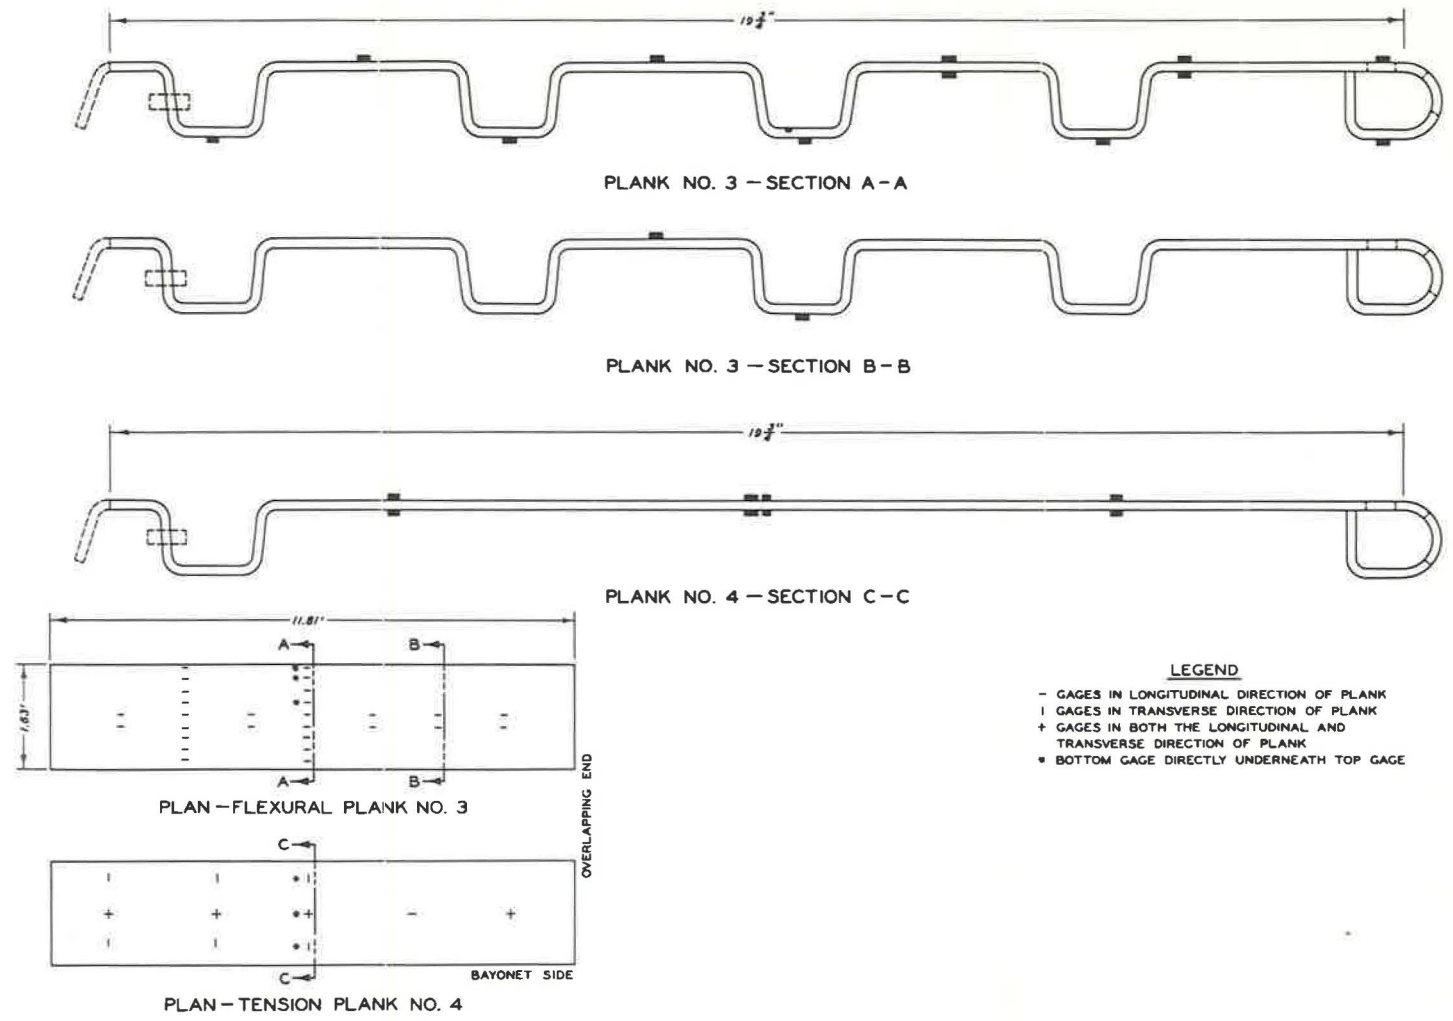 19 3/4"
PLANK NO. 3 — SECTION A-A
PLANK NO. 3 — SECTION B-B
19 3/4"
PLANK NO. 4 — SECTION C-C
11.81'
A
B
1.63'
A
B
PLAN — FLEXURAL PLANK NO. 3
OVERLAPPING END
C
C
BAYONET SIDE
PLAN — TENSION PLANK NO. 4
LEGEND
- GAGES IN LONGITUDINAL DIRECTION OF PLANK
I GAGES IN TRANSVERSE DIRECTION OF PLANK
+ GAGES IN BOTH THE LONGITUDINAL AND
TRANSVERSE DIRECTION OF PLANK
• BOTTOM GAGE DIRECTLY UNDERNEATH TOP GAGE